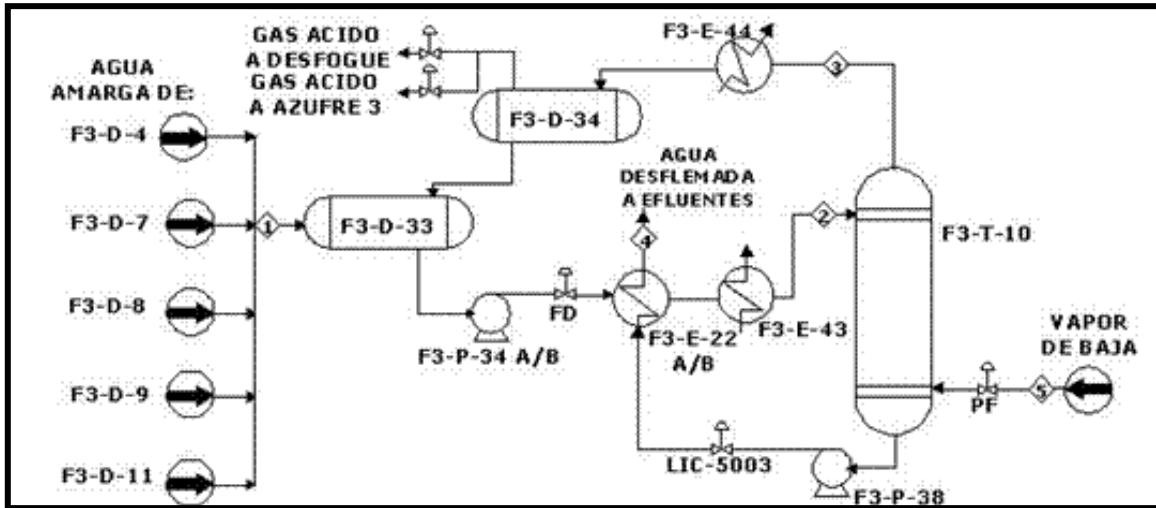 GAS ACIDO
A DESFOGUE
GAS ACIDO
A AZUFRE 3
F3-E-44
3
AGUA
AMARGA DE:
F3-D-4
F3-D-34
AGUA
DESFLEMADA
A EFLUENTES
F3-D-7
1
F3-D-33
4
2
F3-T-10
F3-D-8
FD
F3-E-22
A/B
F3-E-43
F3-P-34 A/B
VAPOR
DE BAJA
F3-D-9
PF
5
F3-D-11
LIC-5003
F3-P-38